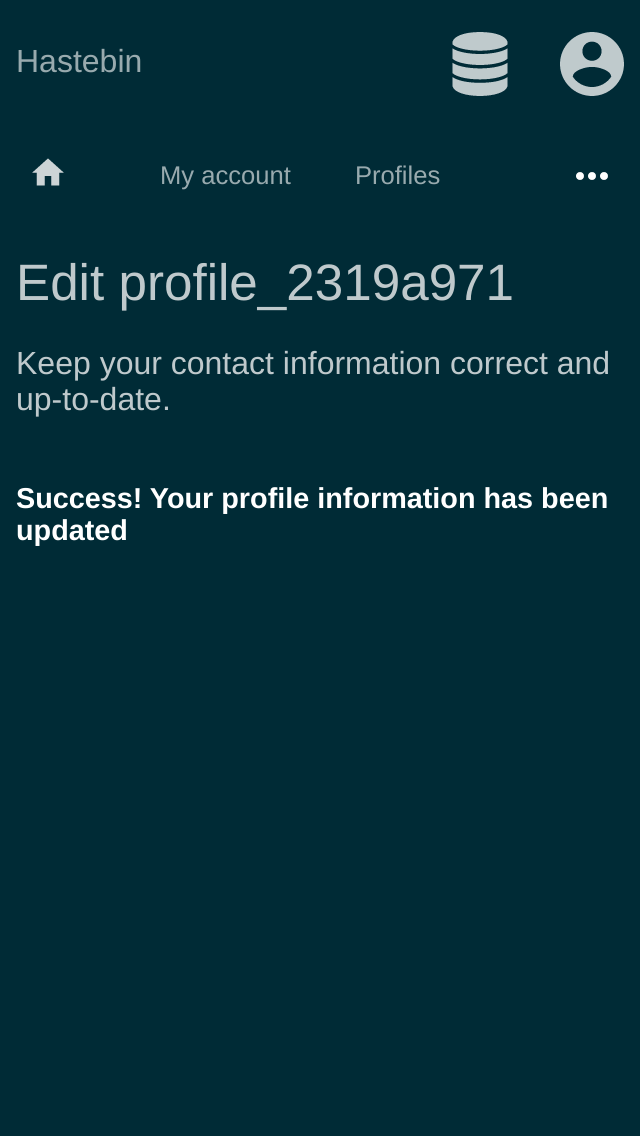 Hastebin
My account
Profiles
Edit profile_2319a971
Keep your contact information correct and
up-to-date.
Success! Your profile information has been
updated